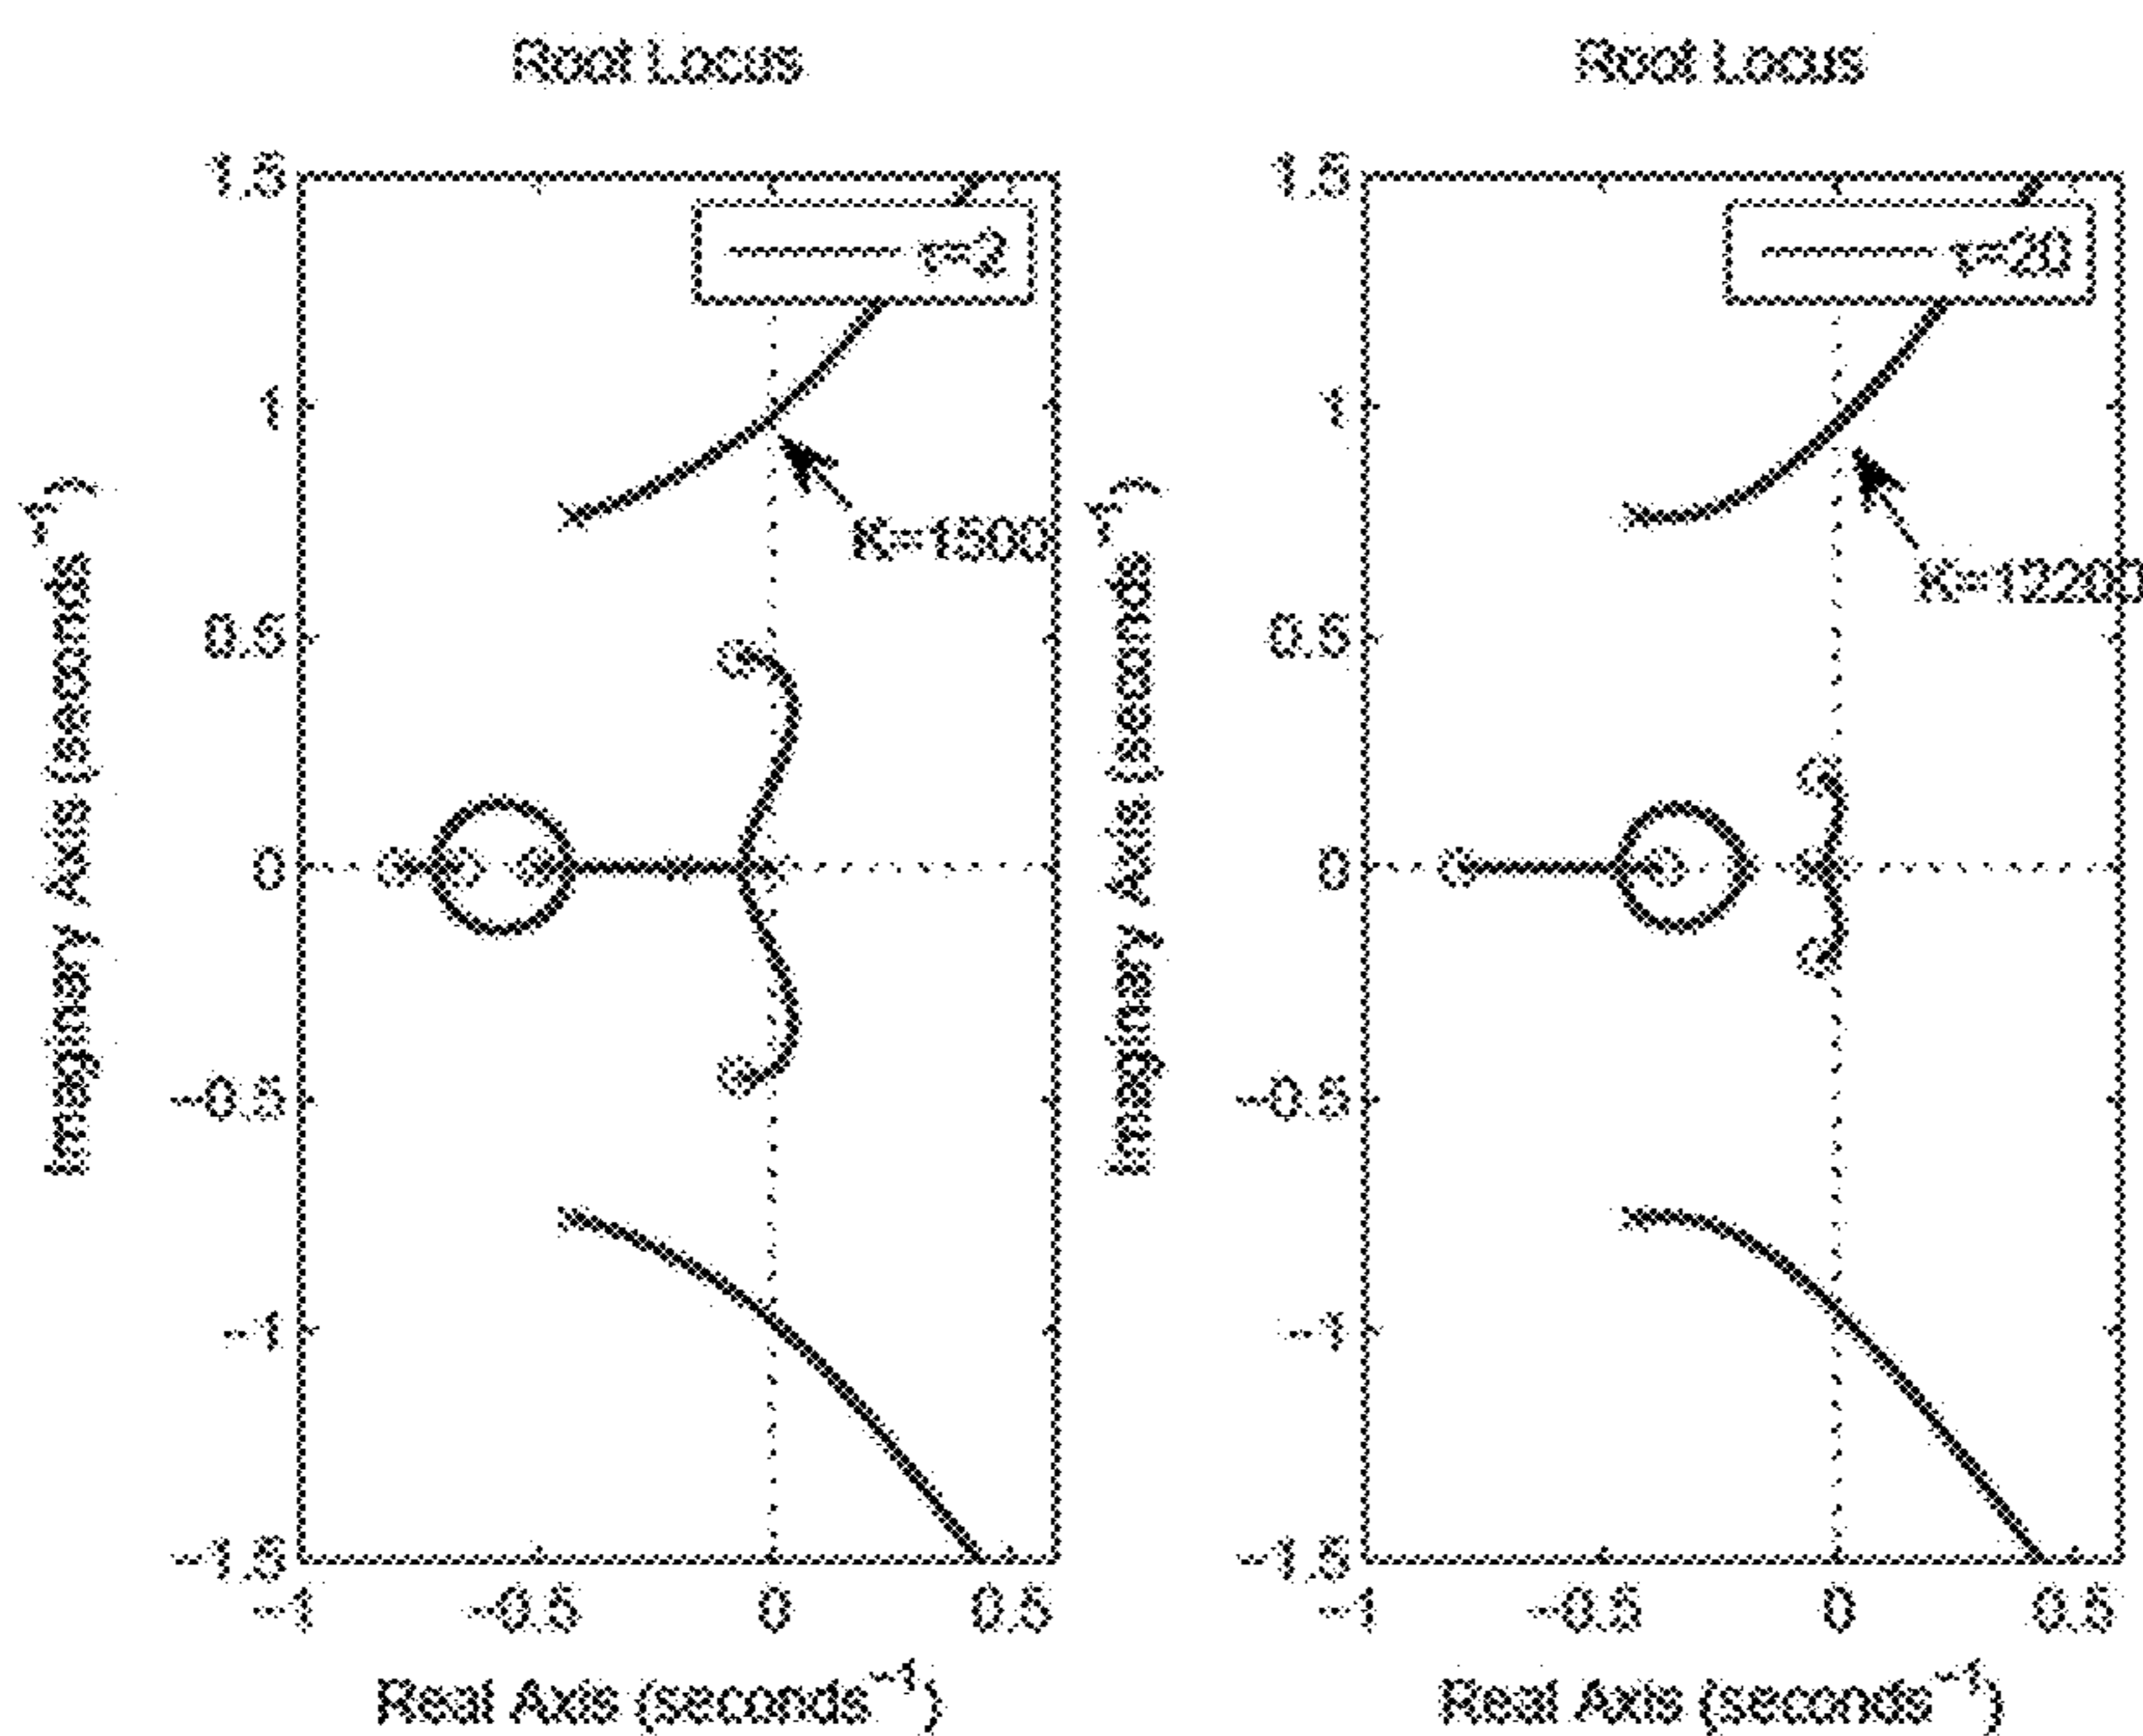 Root Locus
1.5
τ=2
1
K=1500
0.5
0
-0.5
-1
-1.5
-1
-0.5
0
0.5
Imaginary Axis (seconds⁻¹)
Real Axis (seconds⁻¹)
Root Locus
1.5
τ=20
1
K=12200
0.5
0
-0.5
-1
-1.5
-1
-0.5
0
0.5
Imaginary Axis (seconds⁻¹)
Real Axis (seconds⁻¹)